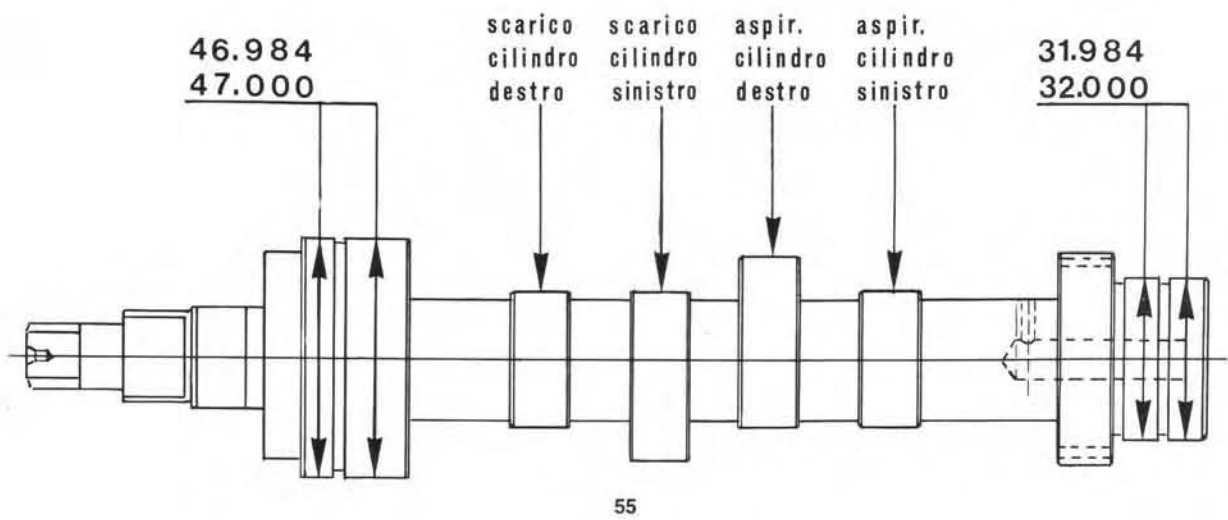 46.984
47.000
scarico
cilindro
destro
scarico
cilindro
sinistro
aspir.
cilindro
destro
aspir.
cilindro
sinistro
31.984
32.000
55